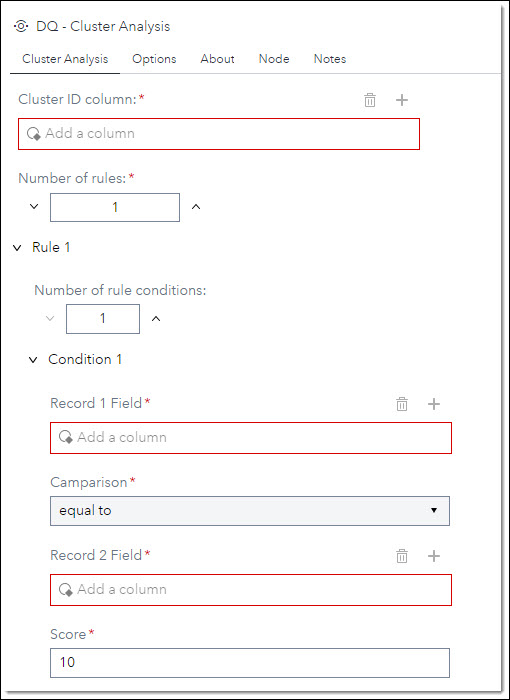 DQ - Cluster Analysis
Cluster Analysis Options About Node Notes
Cluster ID column:*
Add a column
Number of rules:*
1
Rule 1
Number of rule conditions:
1
Condition 1
Record 1 Field*
Add a column
Camparison*
equal to
Record 2 Field*
Add a column
Score*
10